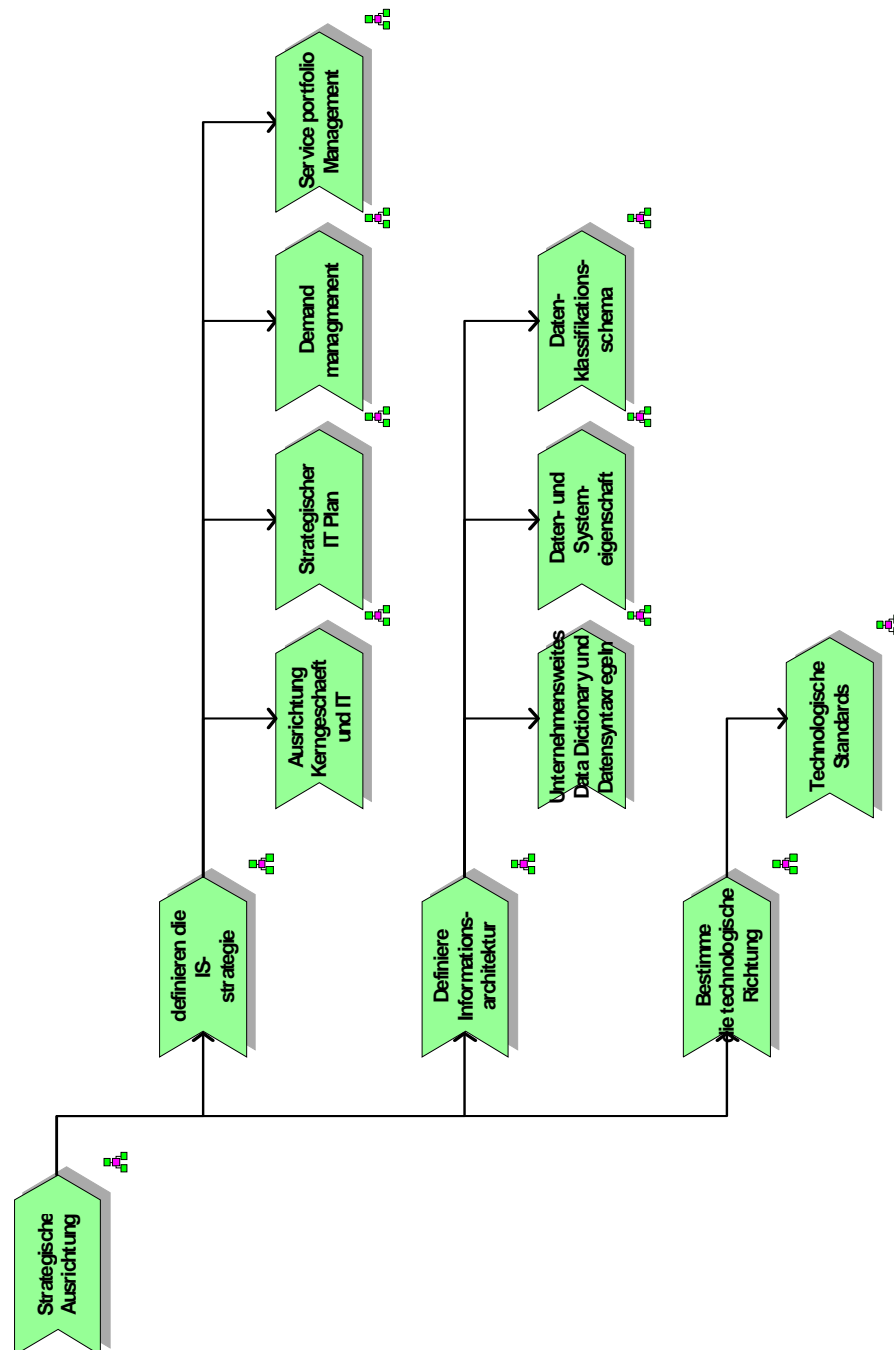 Strategische
Ausrichtung
definieren die
IS-
strategie
Ausrichtung
Kerngeschaeft
und IT
Strategischer
IT Plan
Demand
managmenent
Service portfolio
Management
Definiere
Informations-
architektur
Unternehmensweites
Data Dictionary und
Datensyntaxregeln
Daten- und
System-
eigenschaft
Daten-
klassifikations-
schema
Bestimme
die technologische
Richtung
Technologische
Standards